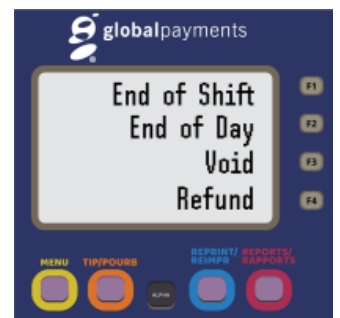 globalpayments
End of Shift
F1
End of Day
F2
Void
F3
Refund
F4
MENU
TIP/POURB
ALPHA
REPRINT/
REIMPR
REPORTS/
RAPPORTS